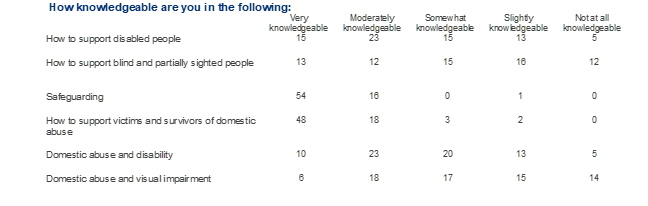 How knowledgeable are you in the following:
Very knowledgeable Moderately knowledgeable Somewhat knowledgeable Slightly knowledgeable Not at all knowledgeable
How to support disabled people 15 23 15 13 5
How to support blind and partially sighted people 13 12 15 16 12
Safeguarding 54 16 0 1 0
How to support victims and survivors of domestic 48 18 3 2 0
abuse
Domestic abuse and disability 10 23 20 13 5
Domestic abuse and visual impairment 6 18 17 15 14